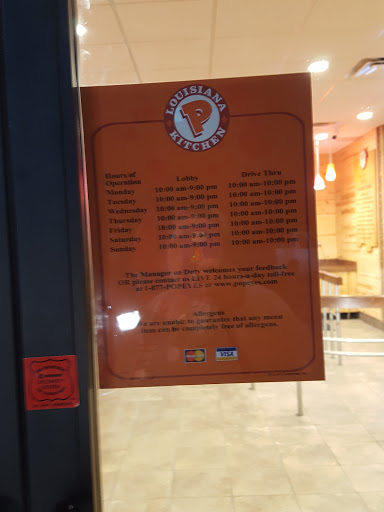 LOUISIANA
P
KITCHEN
Hours of Operation Lobby Drive Thru
Monday 10:00 am-9:00 pm 10:00 am-10:00 pm
Tuesday 10:00 am-9:00 pm 10:00 am-10:00 pm
Wednesday 10:00 am-9:00 pm 10:00 am-10:00 pm
Thursday 10:00 am-9:00 pm 10:00 am-10:00 pm
Friday 10:00 am-9:00 pm 10:00 am-10:00 pm
Saturday 10:00 am-9:00 pm 10:00 am-10:00 pm
Sunday 10:00 am-9:00 pm 10:00 am-10:00 pm
The Manager on Duty welcomes your feedback
OR please contact us LIVE 24 hours-a-day toll-free
at 1-877-POPEYES or www.popeyes.com
Allergens
We are unable to guarantee that any menu
item can be completely free of allergens.
MasterCard VISA